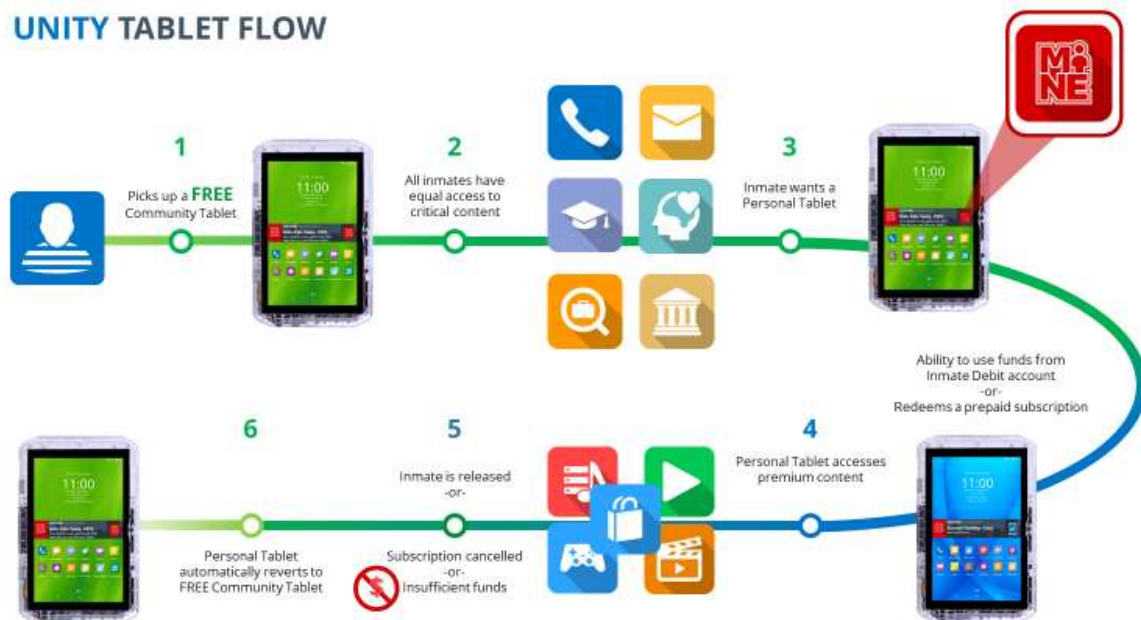 UNITY TABLET FLOW
MiNE
1
Picks up a FREE
Community Tablet
11:00
2
All inmates have
equal access to
critical content
3
Inmate wants a
Personal Tablet
11:00
Ability to use funds from
Inmate Debit account
-or-
Redeems a prepaid subscription
11:00
4
Personal Tablet accesses
premium content
5
Inmate is released
-or-
Subscription cancelled
-or-
Insufficient funds
$
6
Personal Tablet
automatically reverts to
FREE Community Tablet
11:00